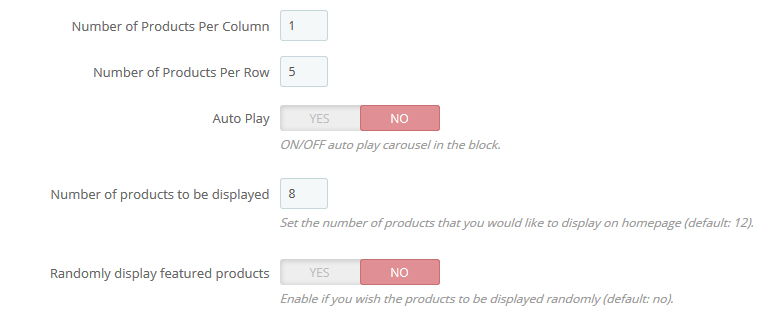 Number of Products Per Column 1
Number of Products Per Row 5
Auto Play YES NO
ON/OFF auto play carousel in the block.
Number of products to be displayed 8
Set the number of products that you would like to display on homepage (default: 12).
Randomly display featured products YES NO
Enable if you wish the products to be displayed randomly (default: no).